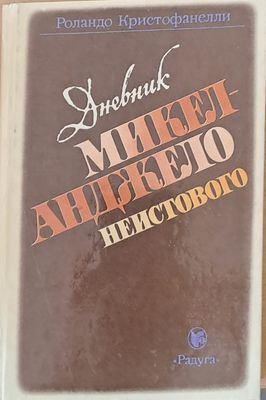 Роландо Кристофанелли
Дневник
МИКЕЛ-
АНДЖЕЛО
НЕИСТОВОГО
«Радуга»